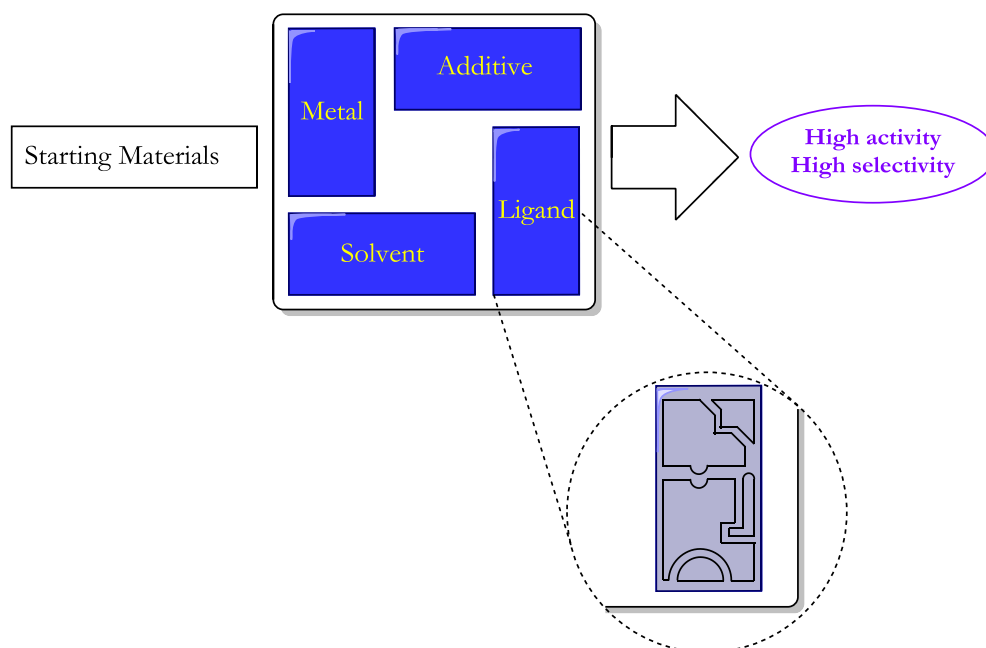 Starting Materials
Metal
Additive
Ligand
Solvent
High activity
High selectivity